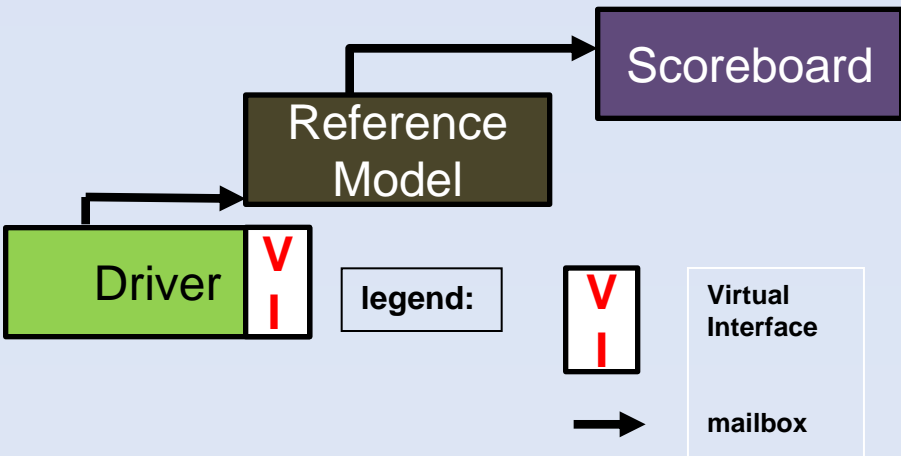 Scoreboard
Reference
Model
Driver
V
I
legend:
V
I
Virtual
Interface
mailbox